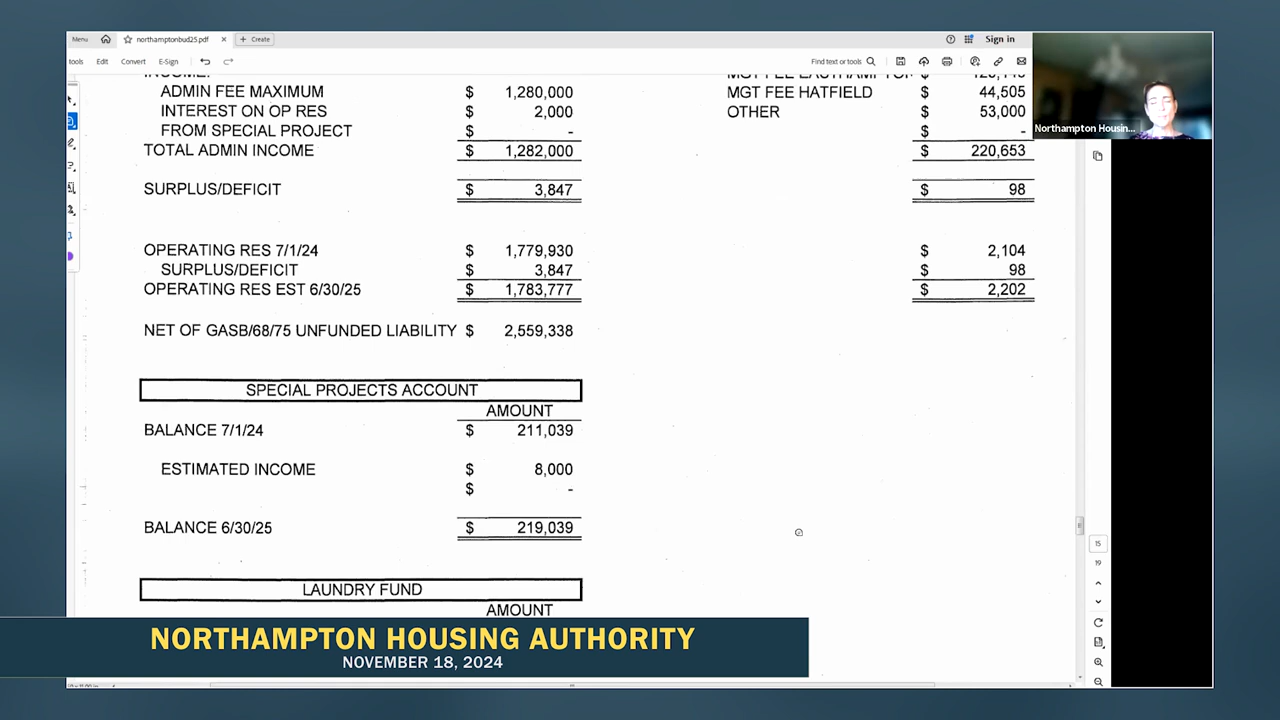 Menu northamptonbud25.pdf × + Create Sign in
tools Edit Convert E-Sign Find text or tools
Northampton Housin...
INCOME:
ADMIN FEE MAXIMUM $ 1,280,000 MGT FEE HATFIELD $ 44,505
INTEREST ON OP RES $ 2,000 OTHER $ 53,000
FROM SPECIAL PROJECT $ - $ -
TOTAL ADMIN INCOME $ 1,282,000 $ 220,653
SURPLUS/DEFICIT $ 3,847 $ 98
OPERATING RES 7/1/24 $ 1,779,930 $ 2,104
SURPLUS/DEFICIT $ 3,847 $ 98
OPERATING RES EST 6/30/25 $ 1,783,777 $ 2,202
NET OF GASB/68/75 UNFUNDED LIABILITY $ 2,559,338
SPECIAL PROJECTS ACCOUNT
AMOUNT
BALANCE 7/1/24 $ 211,039
ESTIMATED INCOME $ 8,000
$ -
BALANCE 6/30/25 $ 219,039
15
19
LAUNDRY FUND
AMOUNT
NORTHAMPTON HOUSING AUTHORITY
NOVEMBER 18, 2024